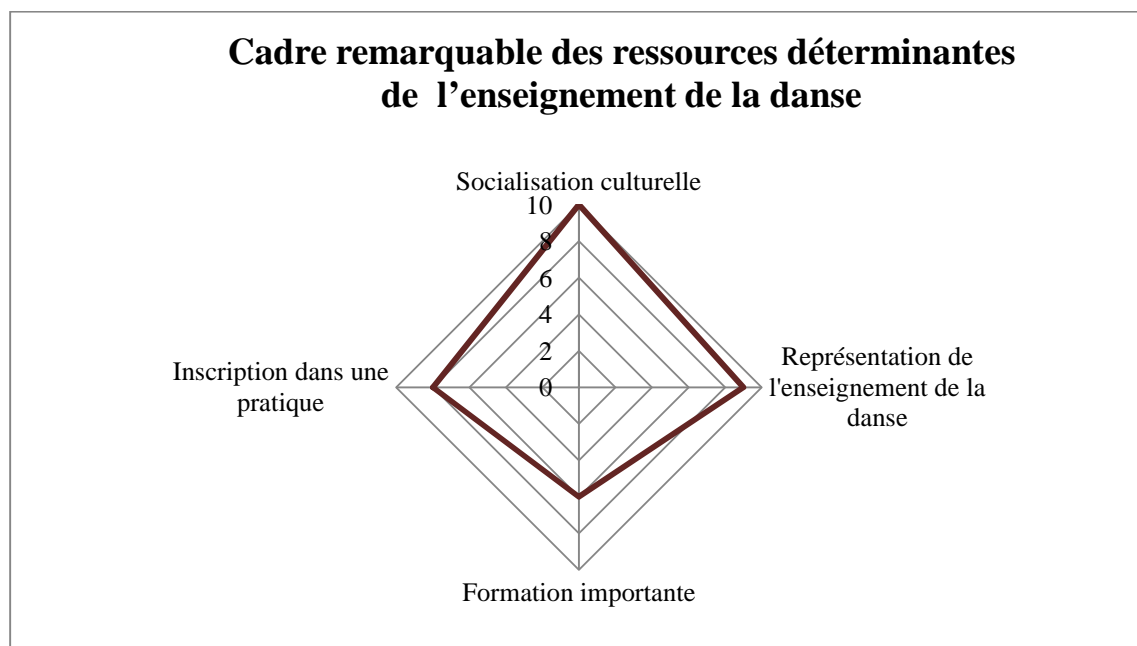 Cadre remarquable des ressources déterminantes
de l’enseignement de la danse
Socialisation culturelle
10
8
6
4
2
0
Représentation de
l'enseignement de la
danse
Inscription dans une
pratique
Formation importante